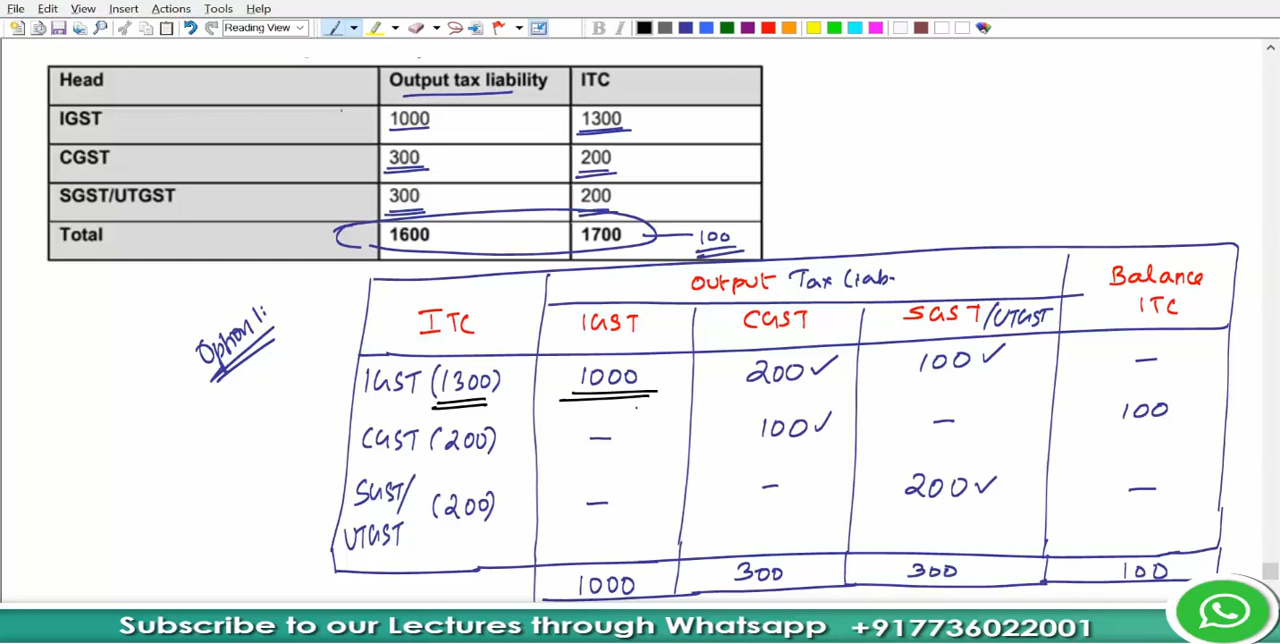 File Edit View Insert Actions Tools Help
Reading View
Head Output tax liability ITC
IGST 1000 1300
CGST 300 200
SGST/UTGST 300 200
Total 1600 1700 100
Option 1:
ITC Output Tax Liab- Balance ITC
IGST CGST SGST/UTGST
IGST (1300) 1000 200 ✓ 100 ✓ -
CGST (200) - 100 ✓ - 100
SGST/UTGST (200) - - 200 ✓ -
1000 300 300 100
Subscribe to our Lectures through Whatsapp +917736022001